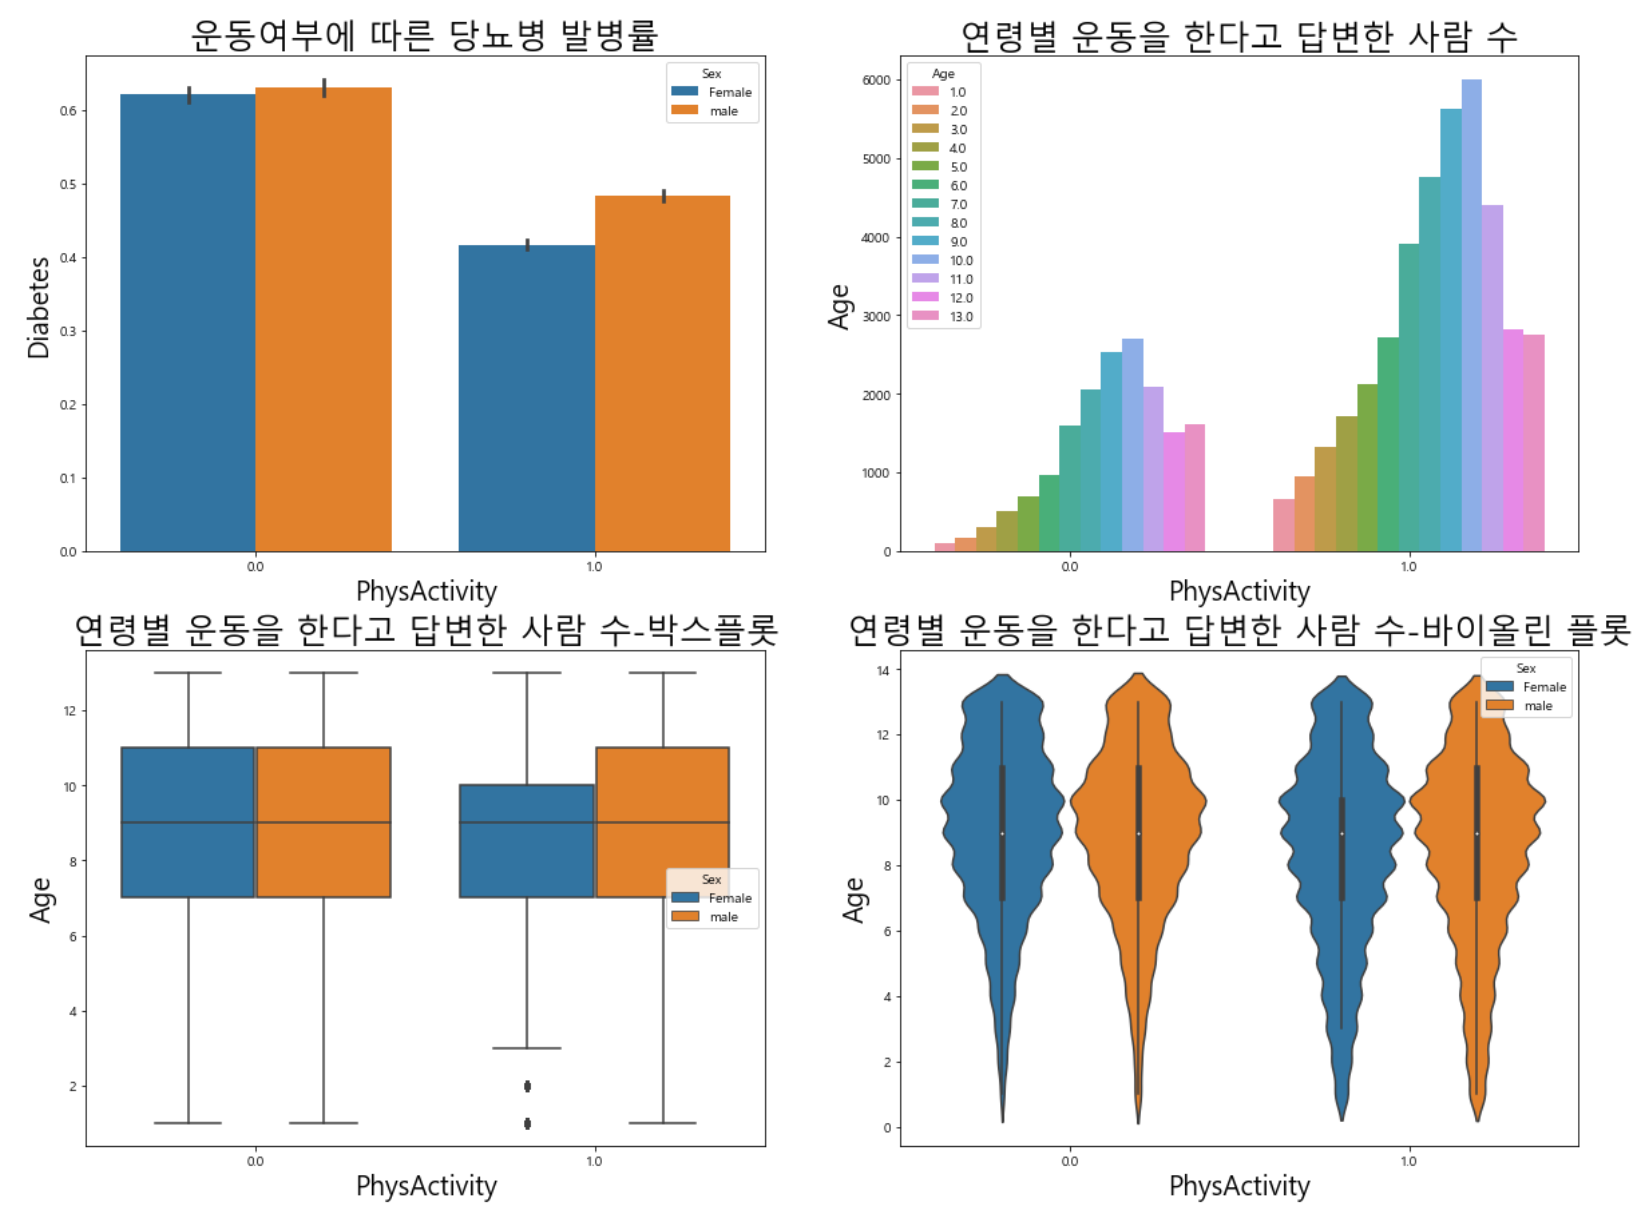 운동여부에 따른 당뇨병 발병률
Diabetes
0.6
0.5
0.4
0.3
0.2
0.1
0.0
Sex
Female
male
0.0 1.0
PhysActivity
연령별 운동을 한다고 답변한 사람 수
Age
6000
5000
4000
3000
2000
1000
0
Age
1.0
2.0
3.0
4.0
5.0
6.0
7.0
8.0
9.0
10.0
11.0
12.0
13.0
0.0 1.0
PhysActivity
연령별 운동을 한다고 답변한 사람 수-박스플롯
Age
12
10
8
6
4
2
Sex
Female
male
0.0 1.0
PhysActivity
연령별 운동을 한다고 답변한 사람 수-바이올린 플롯
Age
14
12
10
8
6
4
2
0
Sex
Female
male
0.0 1.0
PhysActivity